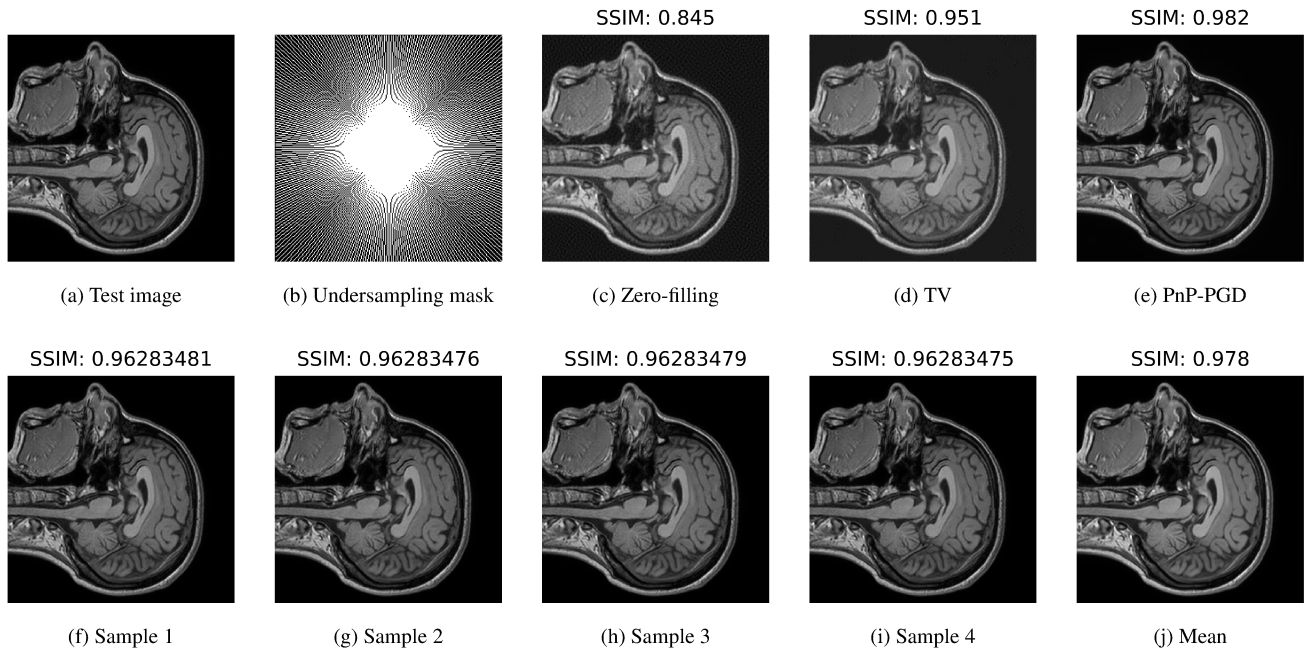 SSIM: 0.845
SSIM: 0.951
SSIM: 0.982
(a) Test image
(b) Undersampling mask
(c) Zero-filling
(d) TV
(e) PnP-PGD
SSIM: 0.96283481
SSIM: 0.96283476
SSIM: 0.96283479
SSIM: 0.96283475
SSIM: 0.978
(f) Sample 1
(g) Sample 2
(h) Sample 3
(i) Sample 4
(j) Mean